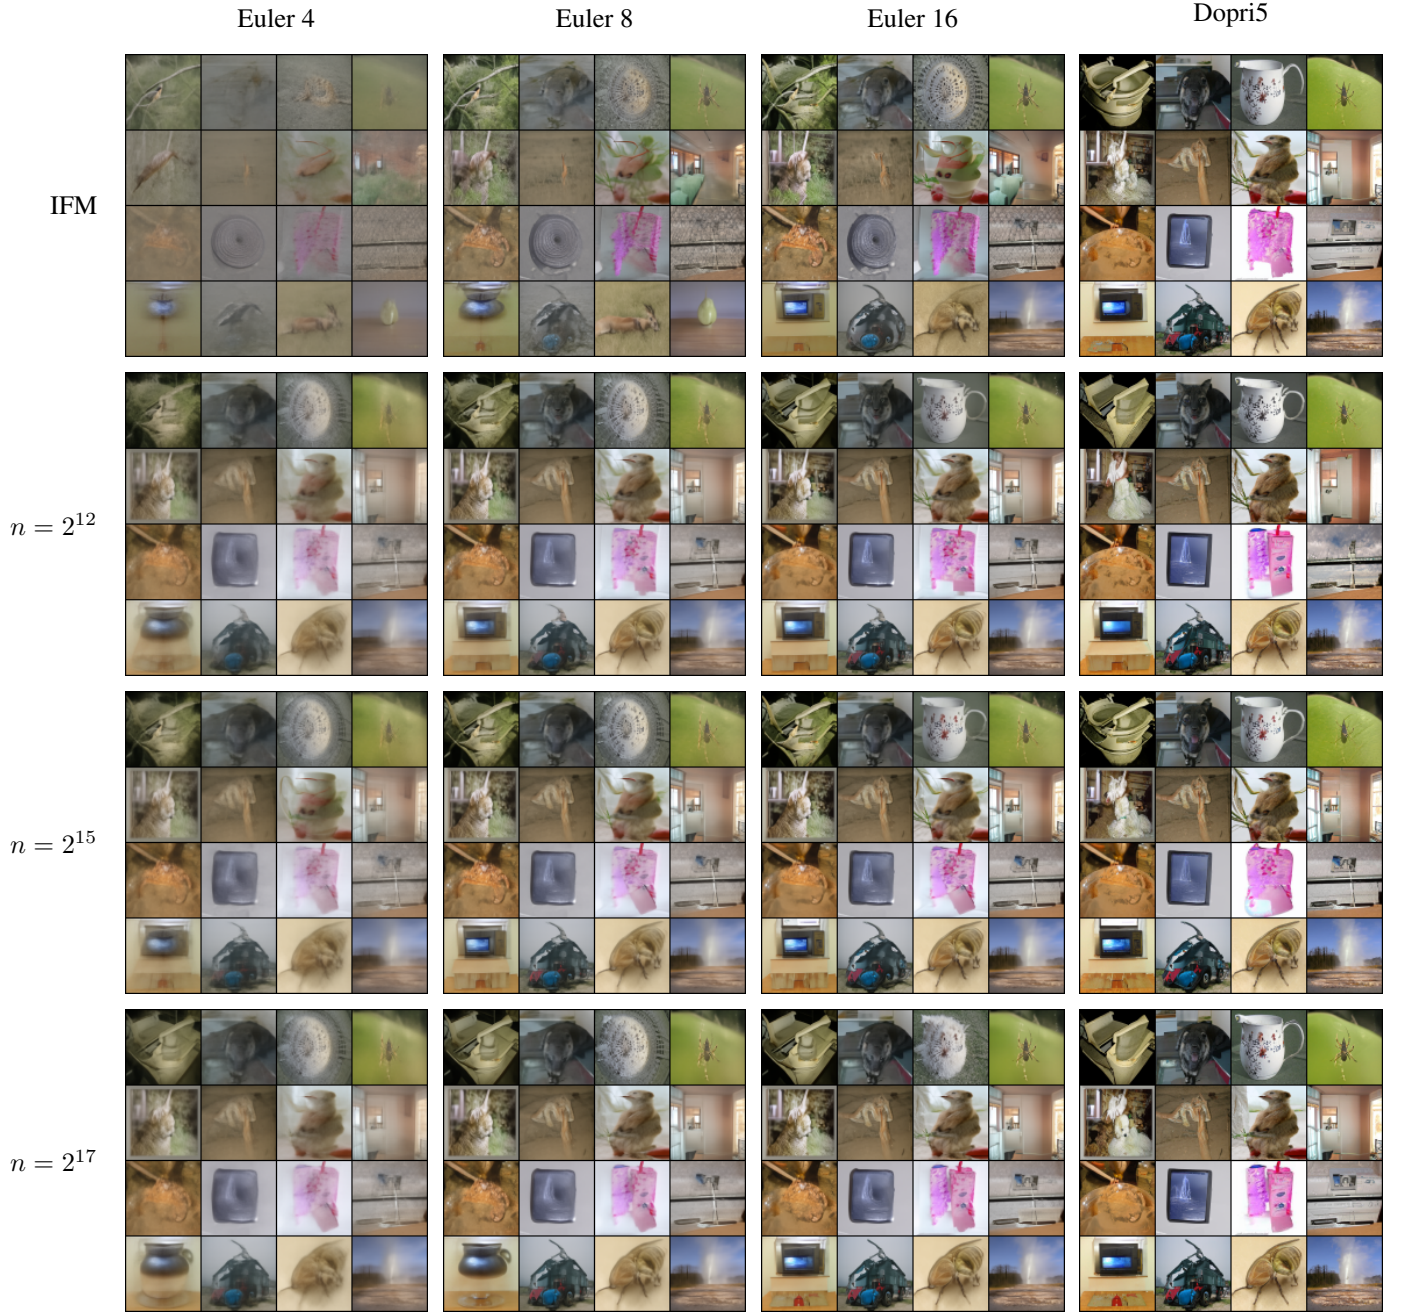 Euler 4 Euler 8 Euler 16 Dopri5
IFM
n = 2^12
n = 2^15
n = 2^17